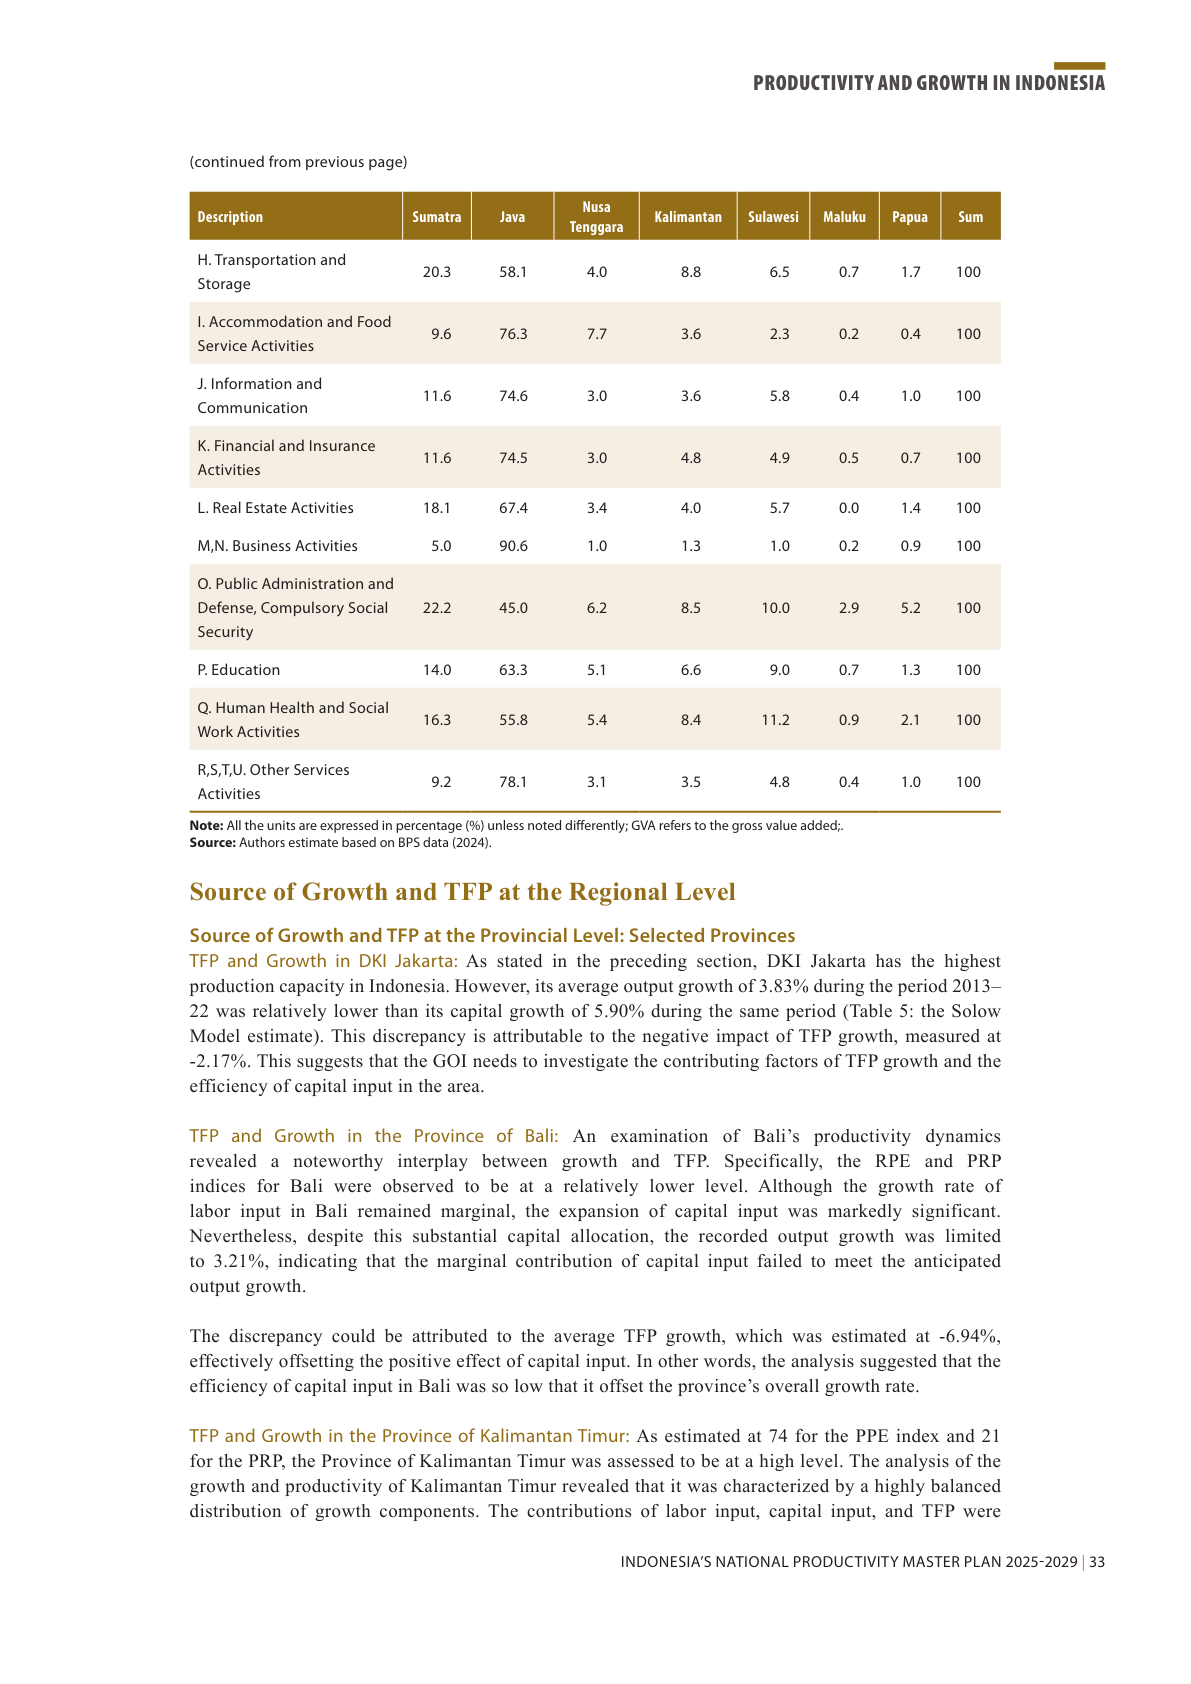 PRODUCTIVITY AND GROWTH IN INDONESIA
(continued from previous page)
Description Sumatra Java Nusa Tenggara Kalimantan Sulawesi Maluku Papua Sum
H. Transportation and
Storage 20.3 58.1 4.0 8.8 6.5 0.7 1.7 100
I. Accommodation and Food
Service Activities 9.6 76.3 7.7 3.6 2.3 0.2 0.4 100
J. Information and
Communication 11.6 74.6 3.0 3.6 5.8 0.4 1.0 100
K. Financial and Insurance
Activities 11.6 74.5 3.0 4.8 4.9 0.5 0.7 100
L. Real Estate Activities 18.1 67.4 3.4 4.0 5.7 0.0 1.4 100
M,N. Business Activities 5.0 90.6 1.0 1.3 1.0 0.2 0.9 100
O. Public Administration and
Defense, Compulsory Social 22.2 45.0 6.2 8.5 10.0 2.9 5.2 100
Security
P. Education 14.0 63.3 5.1 6.6 9.0 0.7 1.3 100
Q. Human Health and Social
Work Activities 16.3 55.8 5.4 8.4 11.2 0.9 2.1 100
R,S,T,U. Other Services
Activities 9.2 78.1 3.1 3.5 4.8 0.4 1.0 100
Note: All the units are expressed in percentage (%) unless noted differently; GVA refers to the gross value added;.
Source: Authors estimate based on BPS data (2024).
Source of Growth and TFP at the Regional Level
Source of Growth and TFP at the Provincial Level: Selected Provinces
TFP and Growth in DKI Jakarta: As stated in the preceding section, DKI Jakarta has the highest
production capacity in Indonesia. However, its average output growth of 3.83% during the period 2013–
22 was relatively lower than its capital growth of 5.90% during the same period (Table 5: the Solow
Model estimate). This discrepancy is attributable to the negative impact of TFP growth, measured at
-2.17%. This suggests that the GOI needs to investigate the contributing factors of TFP growth and the
efficiency of capital input in the area.
TFP and Growth in the Province of Bali: An examination of Bali’s productivity dynamics
revealed a noteworthy interplay between growth and TFP. Specifically, the RPE and PRP
indices for Bali were observed to be at a relatively lower level. Although the growth rate of
labor input in Bali remained marginal, the expansion of capital input was markedly significant.
Nevertheless, despite this substantial capital allocation, the recorded output growth was limited
to 3.21%, indicating that the marginal contribution of capital input failed to meet the anticipated
output growth.
The discrepancy could be attributed to the average TFP growth, which was estimated at -6.94%,
effectively offsetting the positive effect of capital input. In other words, the analysis suggested that the
efficiency of capital input in Bali was so low that it offset the province’s overall growth rate.
TFP and Growth in the Province of Kalimantan Timur: As estimated at 74 for the PPE index and 21
for the PRP, the Province of Kalimantan Timur was assessed to be at a high level. The analysis of the
growth and productivity of Kalimantan Timur revealed that it was characterized by a highly balanced
distribution of growth components. The contributions of labor input, capital input, and TFP were
INDONESIA’S NATIONAL PRODUCTIVITY MASTER PLAN 2025-2029 | 33